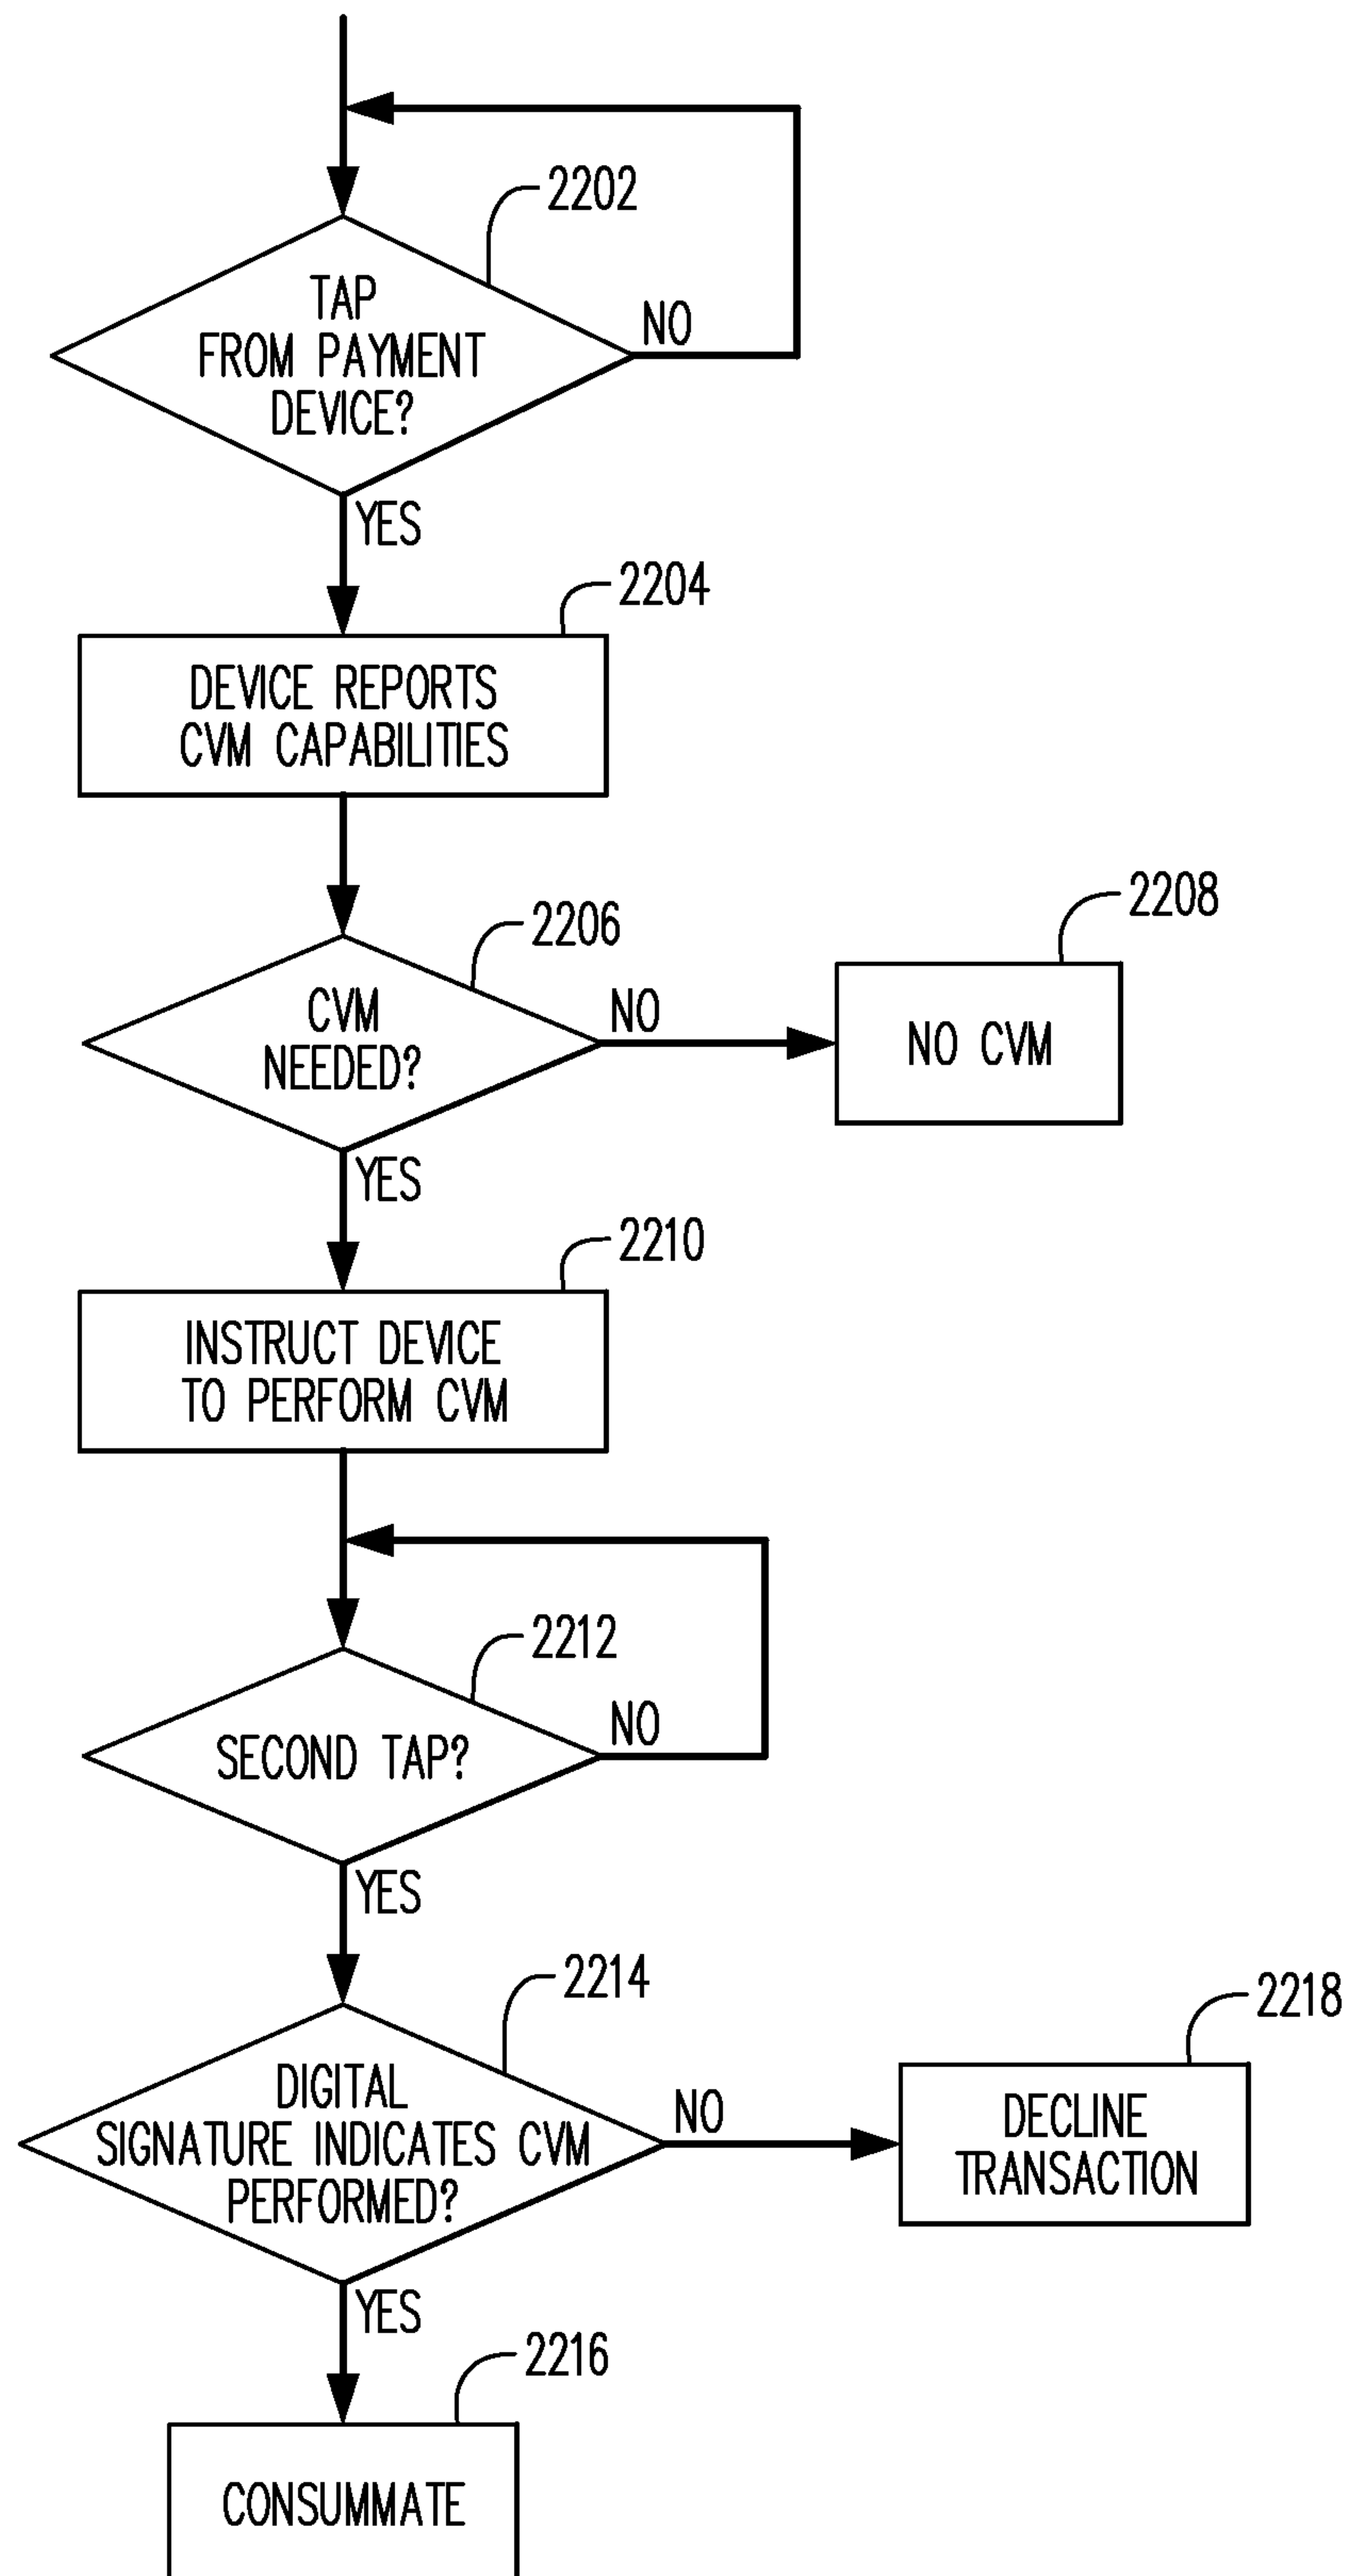 2202
TAP
FROM PAYMENT
DEVICE?
NO
YES
2204
DEVICE REPORTS
CVM CAPABILITIES
2206
CVM
NEEDED?
NO
2208
NO CVM
YES
2210
INSTRUCT DEVICE
TO PERFORM CVM
2212
SECOND TAP?
NO
YES
2214
DIGITAL
SIGNATURE INDICATES CVM
PERFORMED?
NO
2218
DECLINE
TRANSACTION
YES
2216
CONSUMMATE